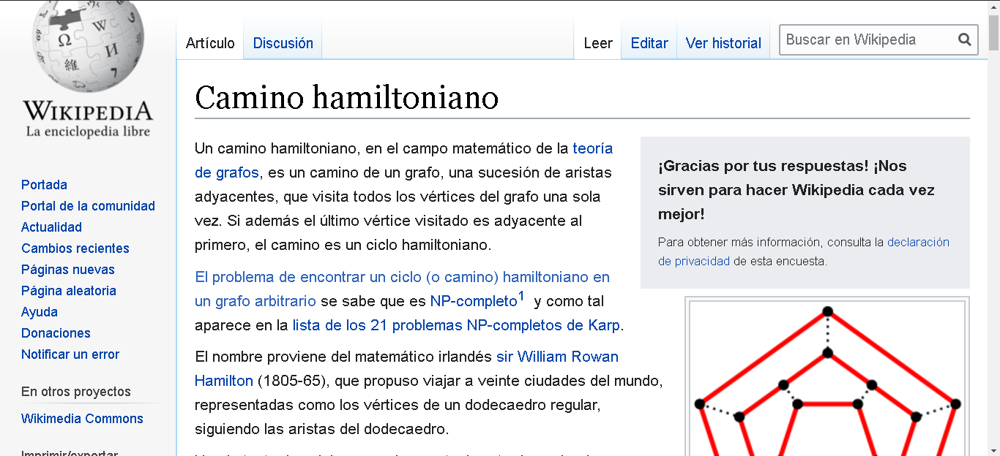 Ω
W
И
維
7
WIKIPEDIA
La enciclopedia libre
Artículo
Discusión
Leer
Editar
Ver historial
Buscar en Wikipedia
Portada
Portal de la comunidad
Actualidad
Cambios recientes
Páginas nuevas
Página aleatoria
Ayuda
Donaciones
Notificar un error
En otros proyectos
Wikimedia Commons
Imprimir/exportar
Camino hamiltoniano
Un camino hamiltoniano, en el campo matemático de la teoría
de grafos, es un camino de un grafo, una sucesión de aristas
adyacentes, que visita todos los vértices del grafo una sola
vez. Si además el último vértice visitado es adyacente al
primero, el camino es un ciclo hamiltoniano.
El problema de encontrar un ciclo (o camino) hamiltoniano en
un grafo arbitrario se sabe que es NP-completo1 y como tal
aparece en la lista de los 21 problemas NP-completos de Karp.
El nombre proviene del matemático irlandés sir William Rowan
Hamilton (1805-65), que propuso viajar a veinte ciudades del mundo,
representadas como los vértices de un dodecaedro regular,
siguiendo las aristas del dodecaedro.
¡Gracias por tus respuestas! ¡Nos
sirven para hacer Wikipedia cada vez
mejor!
Para obtener más información, consulta la declaración
de privacidad de esta encuesta.